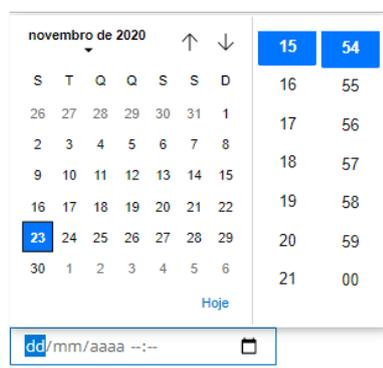 novembro de 2020
S T Q Q S S D
26 27 28 29 30 31 1
2 3 4 5 6 7 8
9 10 11 12 13 14 15
16 17 18 19 20 21 22
23 24 25 26 27 28 29
30 1 2 3 4 5 6
Hoje
15 54
16 55
17 56
18 57
19 58
20 59
21 00
dd/mm/aaaa --:--